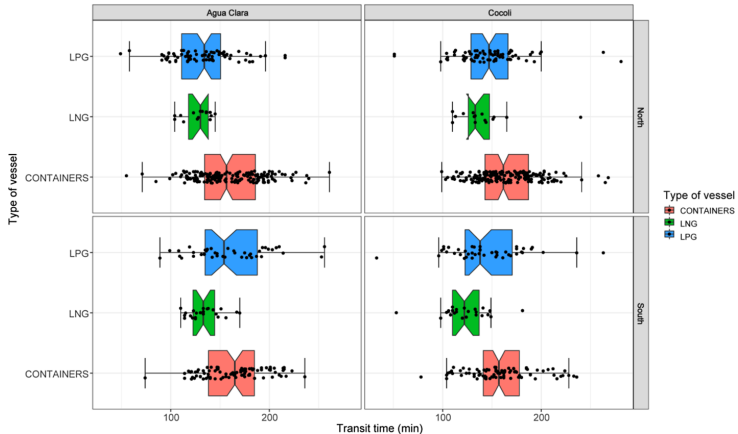 Agua Clara
Cocoli
LPG
LNG
CONTAINERS
North
LPG
LNG
CONTAINERS
South
Type of vessel
100
200
100
200
Transit time (min)
Type of vessel
CONTAINERS
LNG
LPG